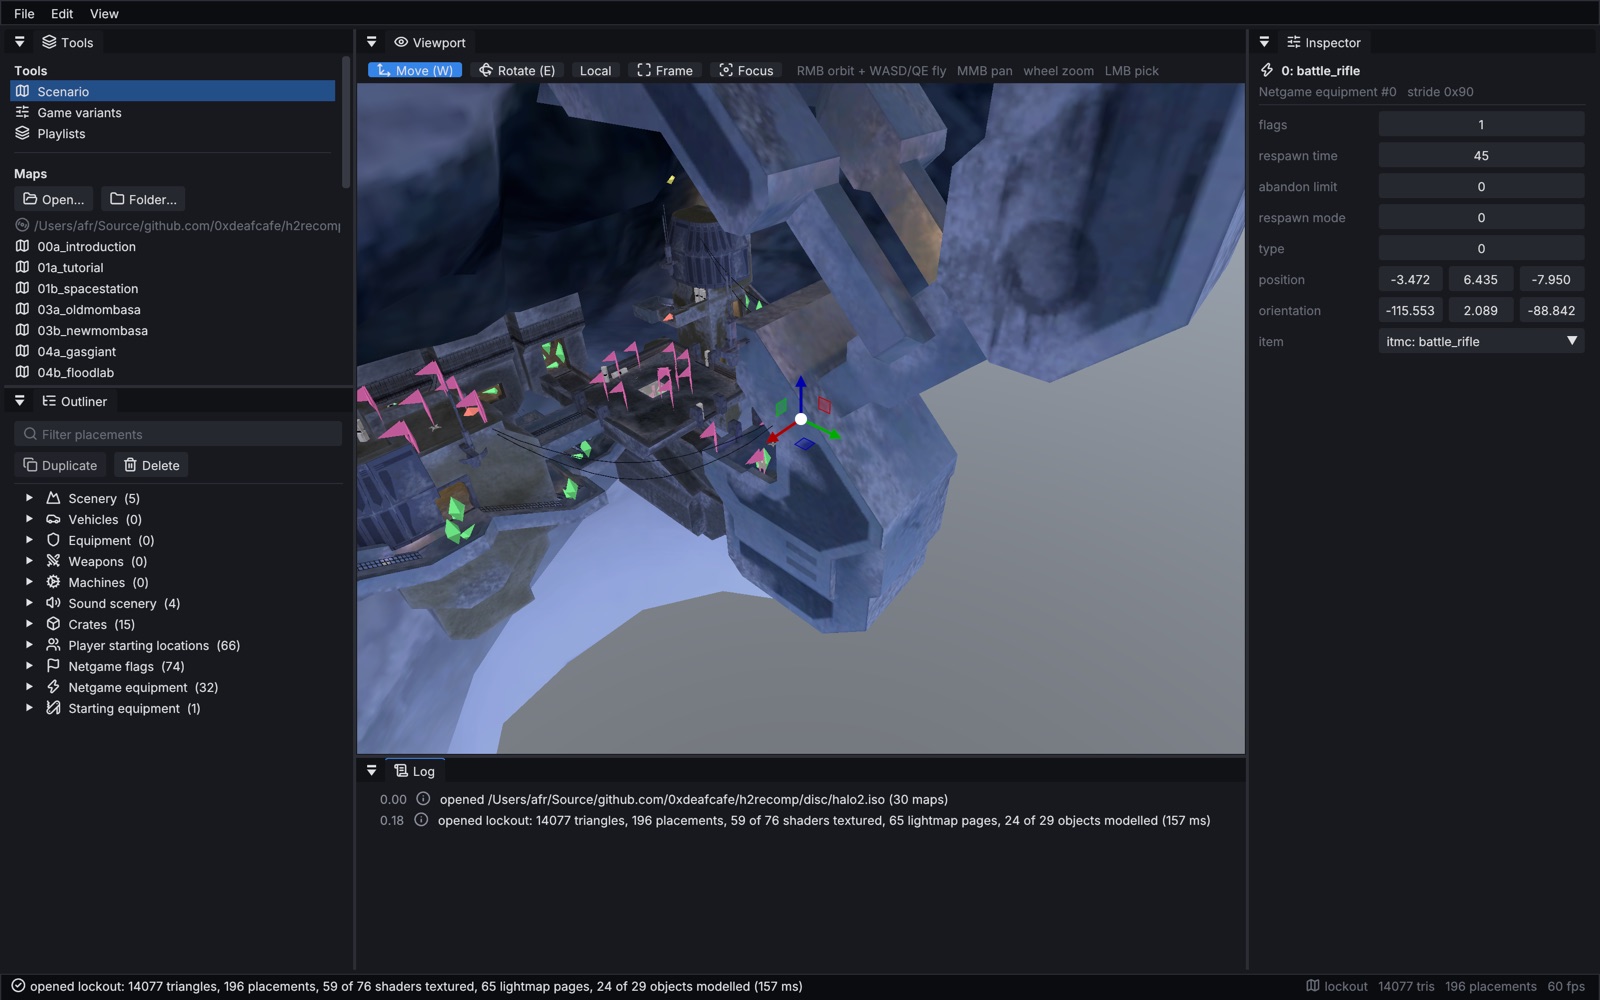 File Edit View
Tools
Viewport
Inspector
Tools
Scenario
Game variants
Playlists
Maps
Open... Folder...
/Users/afr/Source/github.com/0xdeafcafe/h2recomp
00a_introduction
01a_tutorial
01b_spacestation
03a_oldmombasa
03b_newmombasa
04a_gasgiant
04b_floodlab
Outliner
Filter placements
Duplicate Delete
Scenery (5)
Vehicles (0)
Equipment (0)
Weapons (0)
Machines (0)
Sound scenery (4)
Crates (15)
Player starting locations (66)
Netgame flags (74)
Netgame equipment (32)
Starting equipment (1)
Move (W) Rotate (E) Local Frame Focus RMB orbit + WASD/QE fly MMB pan wheel zoom LMB pick
Log
0.00 opened /Users/afr/Source/github.com/0xdeafcafe/h2recomp/disc/halo2.iso (30 maps)
0.18 opened lockout: 14077 triangles, 196 placements, 59 of 76 shaders textured, 65 lightmap pages, 24 of 29 objects modelled (157 ms)
0: battle_rifle
Netgame equipment #0 stride 0x90
flags 1
respawn time 45
abandon limit 0
respawn mode 0
type 0
position -3.472 6.435 -7.950
orientation -115.553 2.089 -88.842
item itmc: battle_rifle
opened lockout: 14077 triangles, 196 placements, 59 of 76 shaders textured, 65 lightmap pages, 24 of 29 objects modelled (157 ms)
lockout 14077 tris 196 placements 60 fps